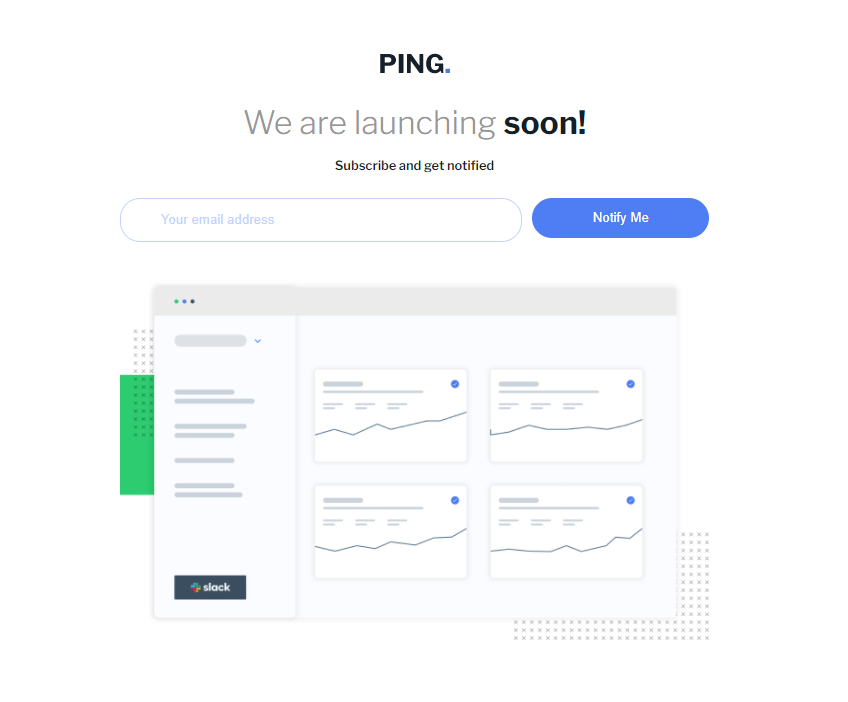 PING.
We are launching soon!
Subscribe and get notified
Your email address
Notify Me
slack